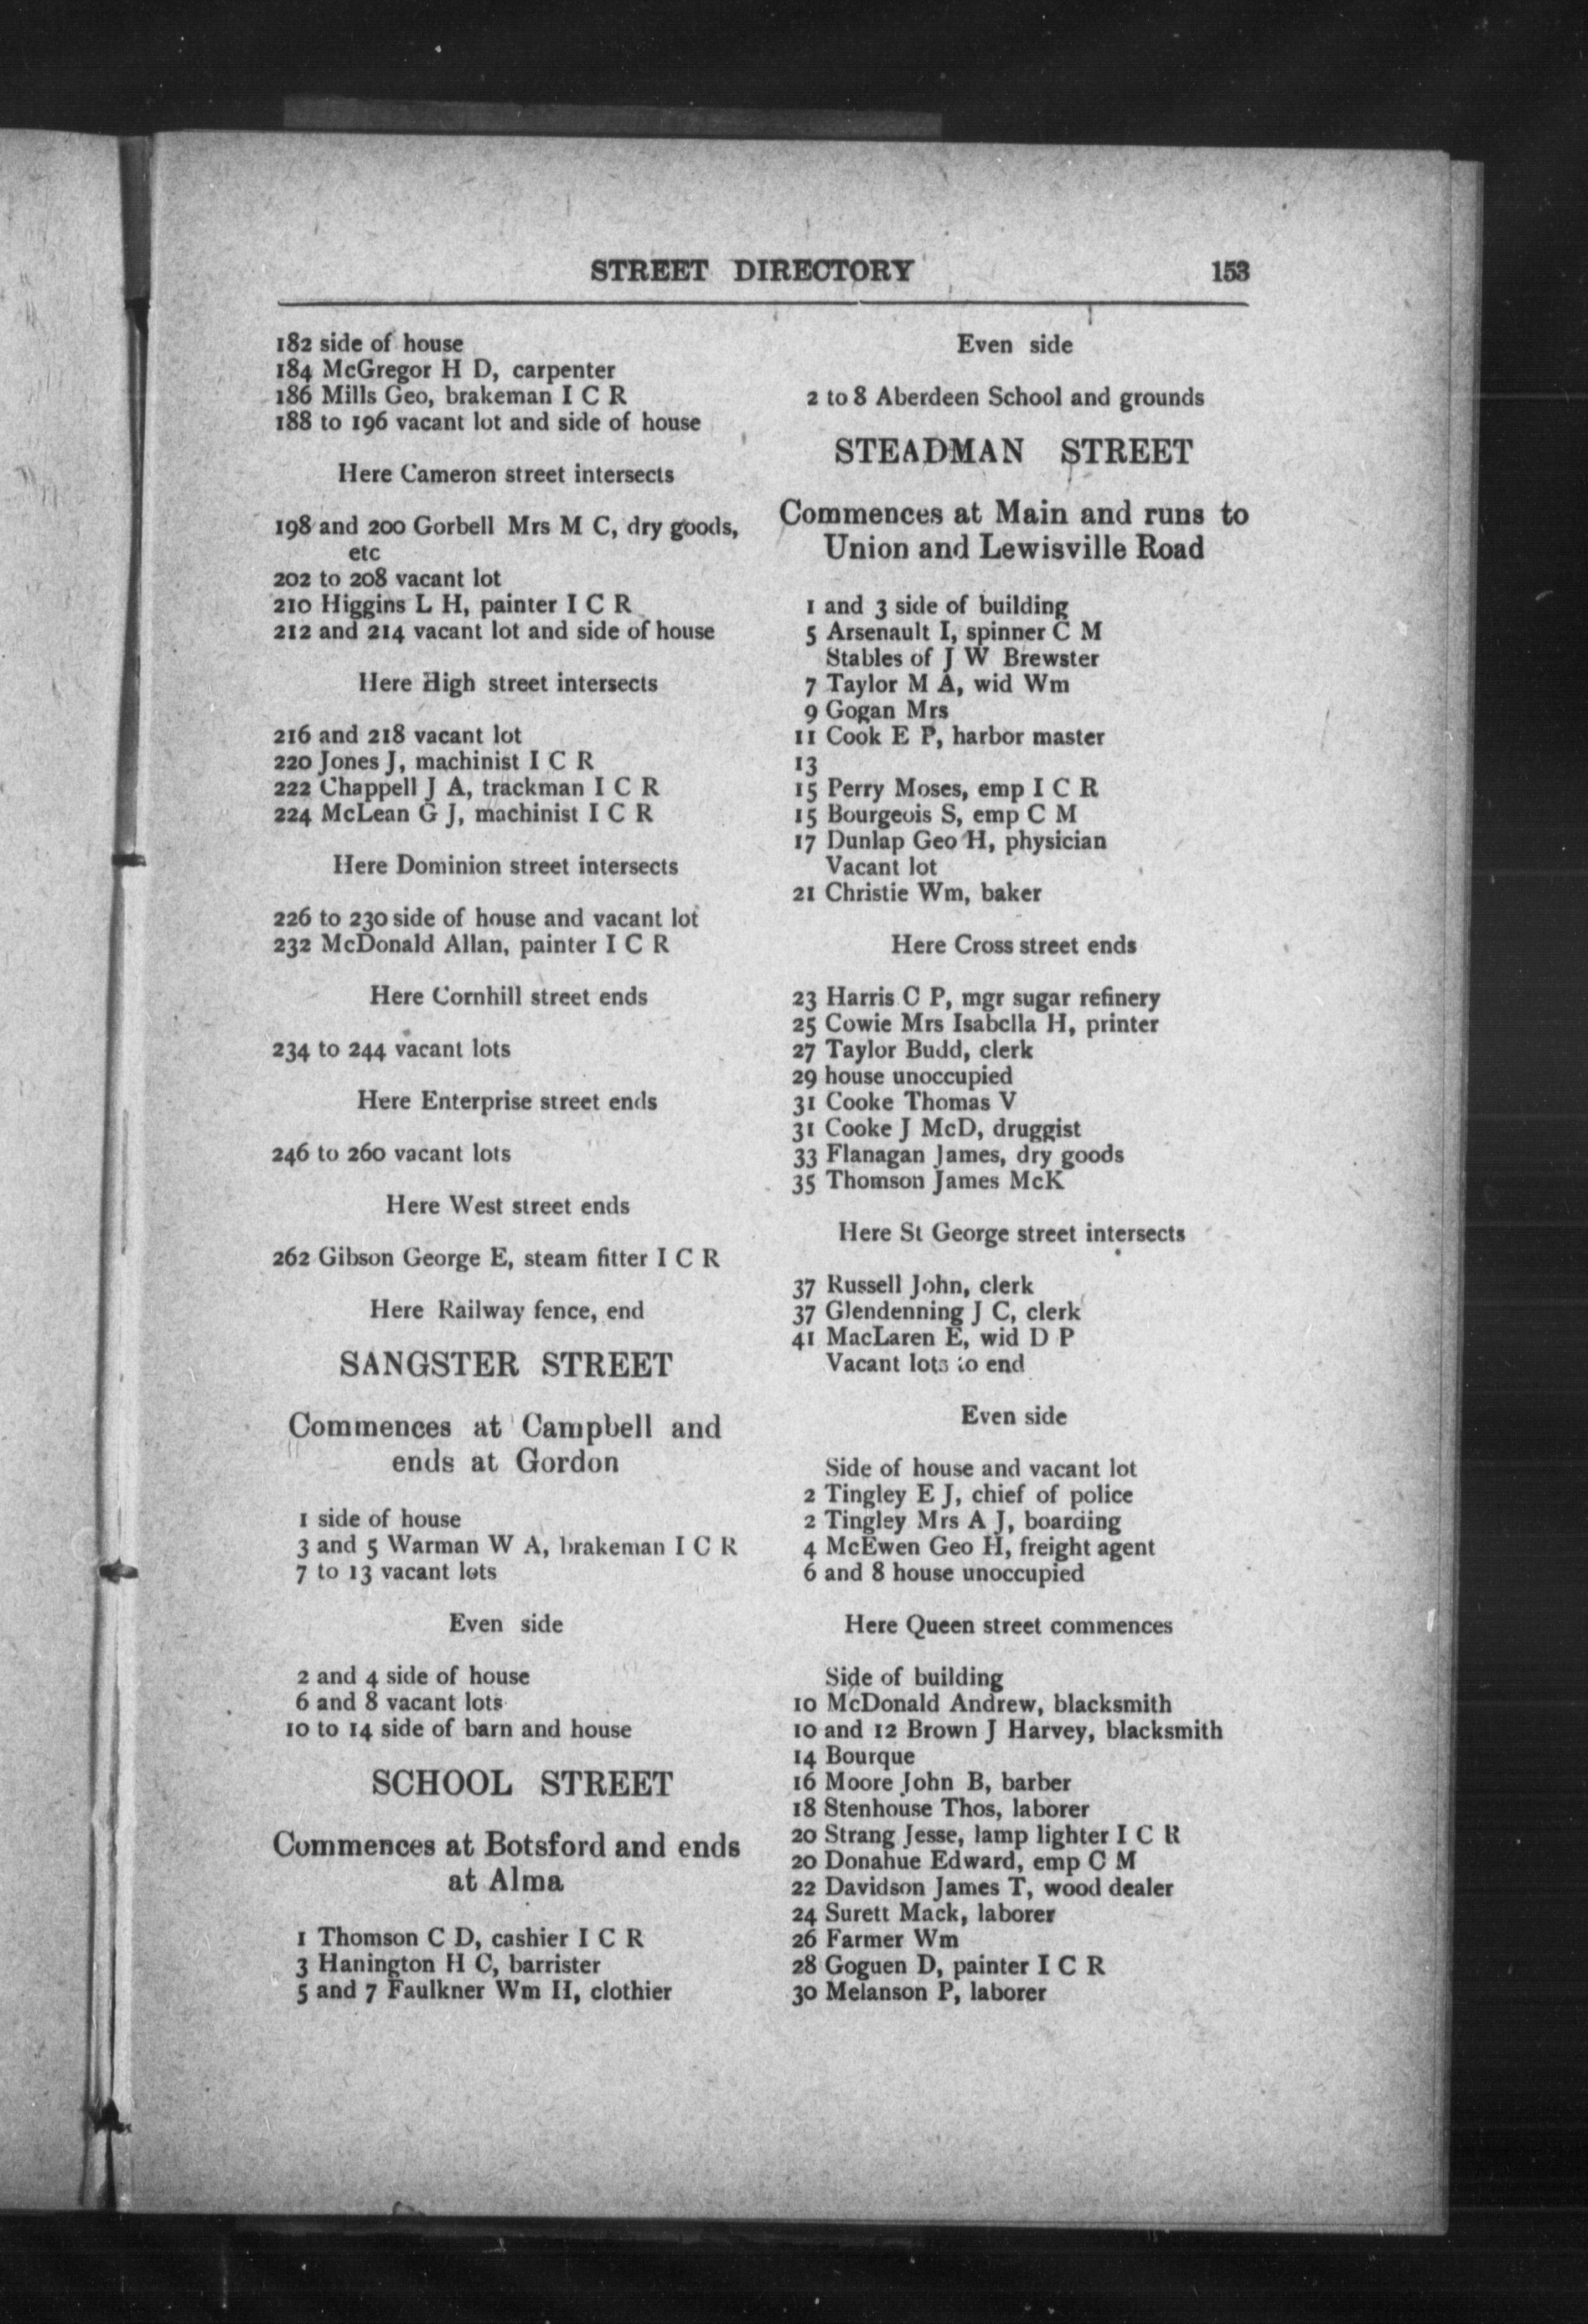 STREET DIRECTORY 153
182 side of house
184 McGregor H D, carpenter
186 Mills Geo, brakeman I C R
188 to 196 vacant lot and side of house
Here Cameron street intersects
198 and 200 Gorbell Mrs M C, dry goods,
etc
202 to 208 vacant lot
210 Higgins L H, painter I C R
212 and 214 vacant lot and side of house
Here High street intersects
216 and 218 vacant lot
220 Jones J, machinist I C R
222 Chappell J A, trackman I C R
224 McLean G J, machinist I C R
Here Dominion street intersects
226 to 230 side of house and vacant lot
232 McDonald Allan, painter I C R
Here Cornhill street ends
234 to 244 vacant lots
Here Enterprise street ends
246 to 260 vacant lots
Here West street ends
262 Gibson George E, steam fitter I C R
Here Railway fence, end
SANGSTER STREET
Commences at Campbell and
ends at Gordon
1 side of house
3 and 5 Warman W A, brakeman I C R
7 to 13 vacant lots
Even side
2 and 4 side of house
6 and 8 vacant lots
10 to 14 side of barn and house
SCHOOL STREET
Commences at Botsford and ends
at Alma
1 Thomson C D, cashier I C R
3 Hanington H C, barrister
5 and 7 Faulkner Wm H, clothier
Even side
2 to 8 Aberdeen School and grounds
STEADMAN STREET
Commences at Main and runs to
Union and Lewisville Road
1 and 3 side of building
5 Arsenault I, spinner C M
Stables of J W Brewster
7 Taylor M A, wid Wm
9 Gogan Mrs
11 Cook E P, harbor master
13
15 Perry Moses, emp I C R
15 Bourgeois S, emp C M
17 Dunlap Geo H, physician
Vacant lot
21 Christie Wm, baker
Here Cross street ends
23 Harris C P, mgr sugar refinery
25 Cowie Mrs Isabella H, printer
27 Taylor Budd, clerk
29 house unoccupied
31 Cooke Thomas V
31 Cooke J McD, druggist
33 Flanagan James, dry goods
35 Thomson James McK
Here St George street intersects
37 Russell John, clerk
37 Glendenning J C, clerk
41 MacLaren E, wid D P
Vacant lots to end
Even side
Side of house and vacant lot
2 Tingley E J, chief of police
2 Tingley Mrs A J, boarding
4 McEwen Geo H, freight agent
6 and 8 house unoccupied
Here Queen street commences
Side of building
10 McDonald Andrew, blacksmith
10 and 12 Brown J Harvey, blacksmith
14 Bourque
16 Moore John B, barber
18 Stenhouse Thos, laborer
20 Strang Jesse, lamp lighter I C R
20 Donahue Edward, emp C M
22 Davidson James T, wood dealer
24 Surett Mack, laborer
26 Farmer Wm
28 Goguen D, painter I C R
30 Melanson P, laborer